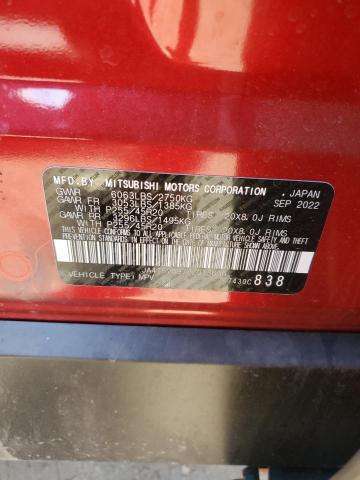 MFD.BY MITSUBISHI MOTORS CORPORATION , JAPAN
GVWR 6063LBS/2750KG SEP 2022
GAWR FR 3053LBS/1385KG
WITH P255/45R20 TIRES, 20X8.0J RIMS
GAWR RR 3296LBS/1495KG
WITH P255/45R20 TIRES, 20X8.0J RIMS
THIS VEHICLE CONFORMS TO ALL APPLICABLE
FEDERAL MOTOR VEHICLE SAFETY, BUMPER, AND THEFT
PREVENTION STANDARDS IN EFFECT ON THE DATE OF
MANUFACTURE SHOWN ABOVE.
VEHICLE TYPE: MPV 838